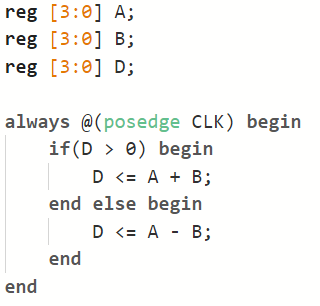 reg [3:0] A;
reg [3:0] B;
reg [3:0] D;

always @(posedge CLK) begin
    if(D > 0) begin
        D <= A + B;
    end else begin
        D <= A - B;
    end
end